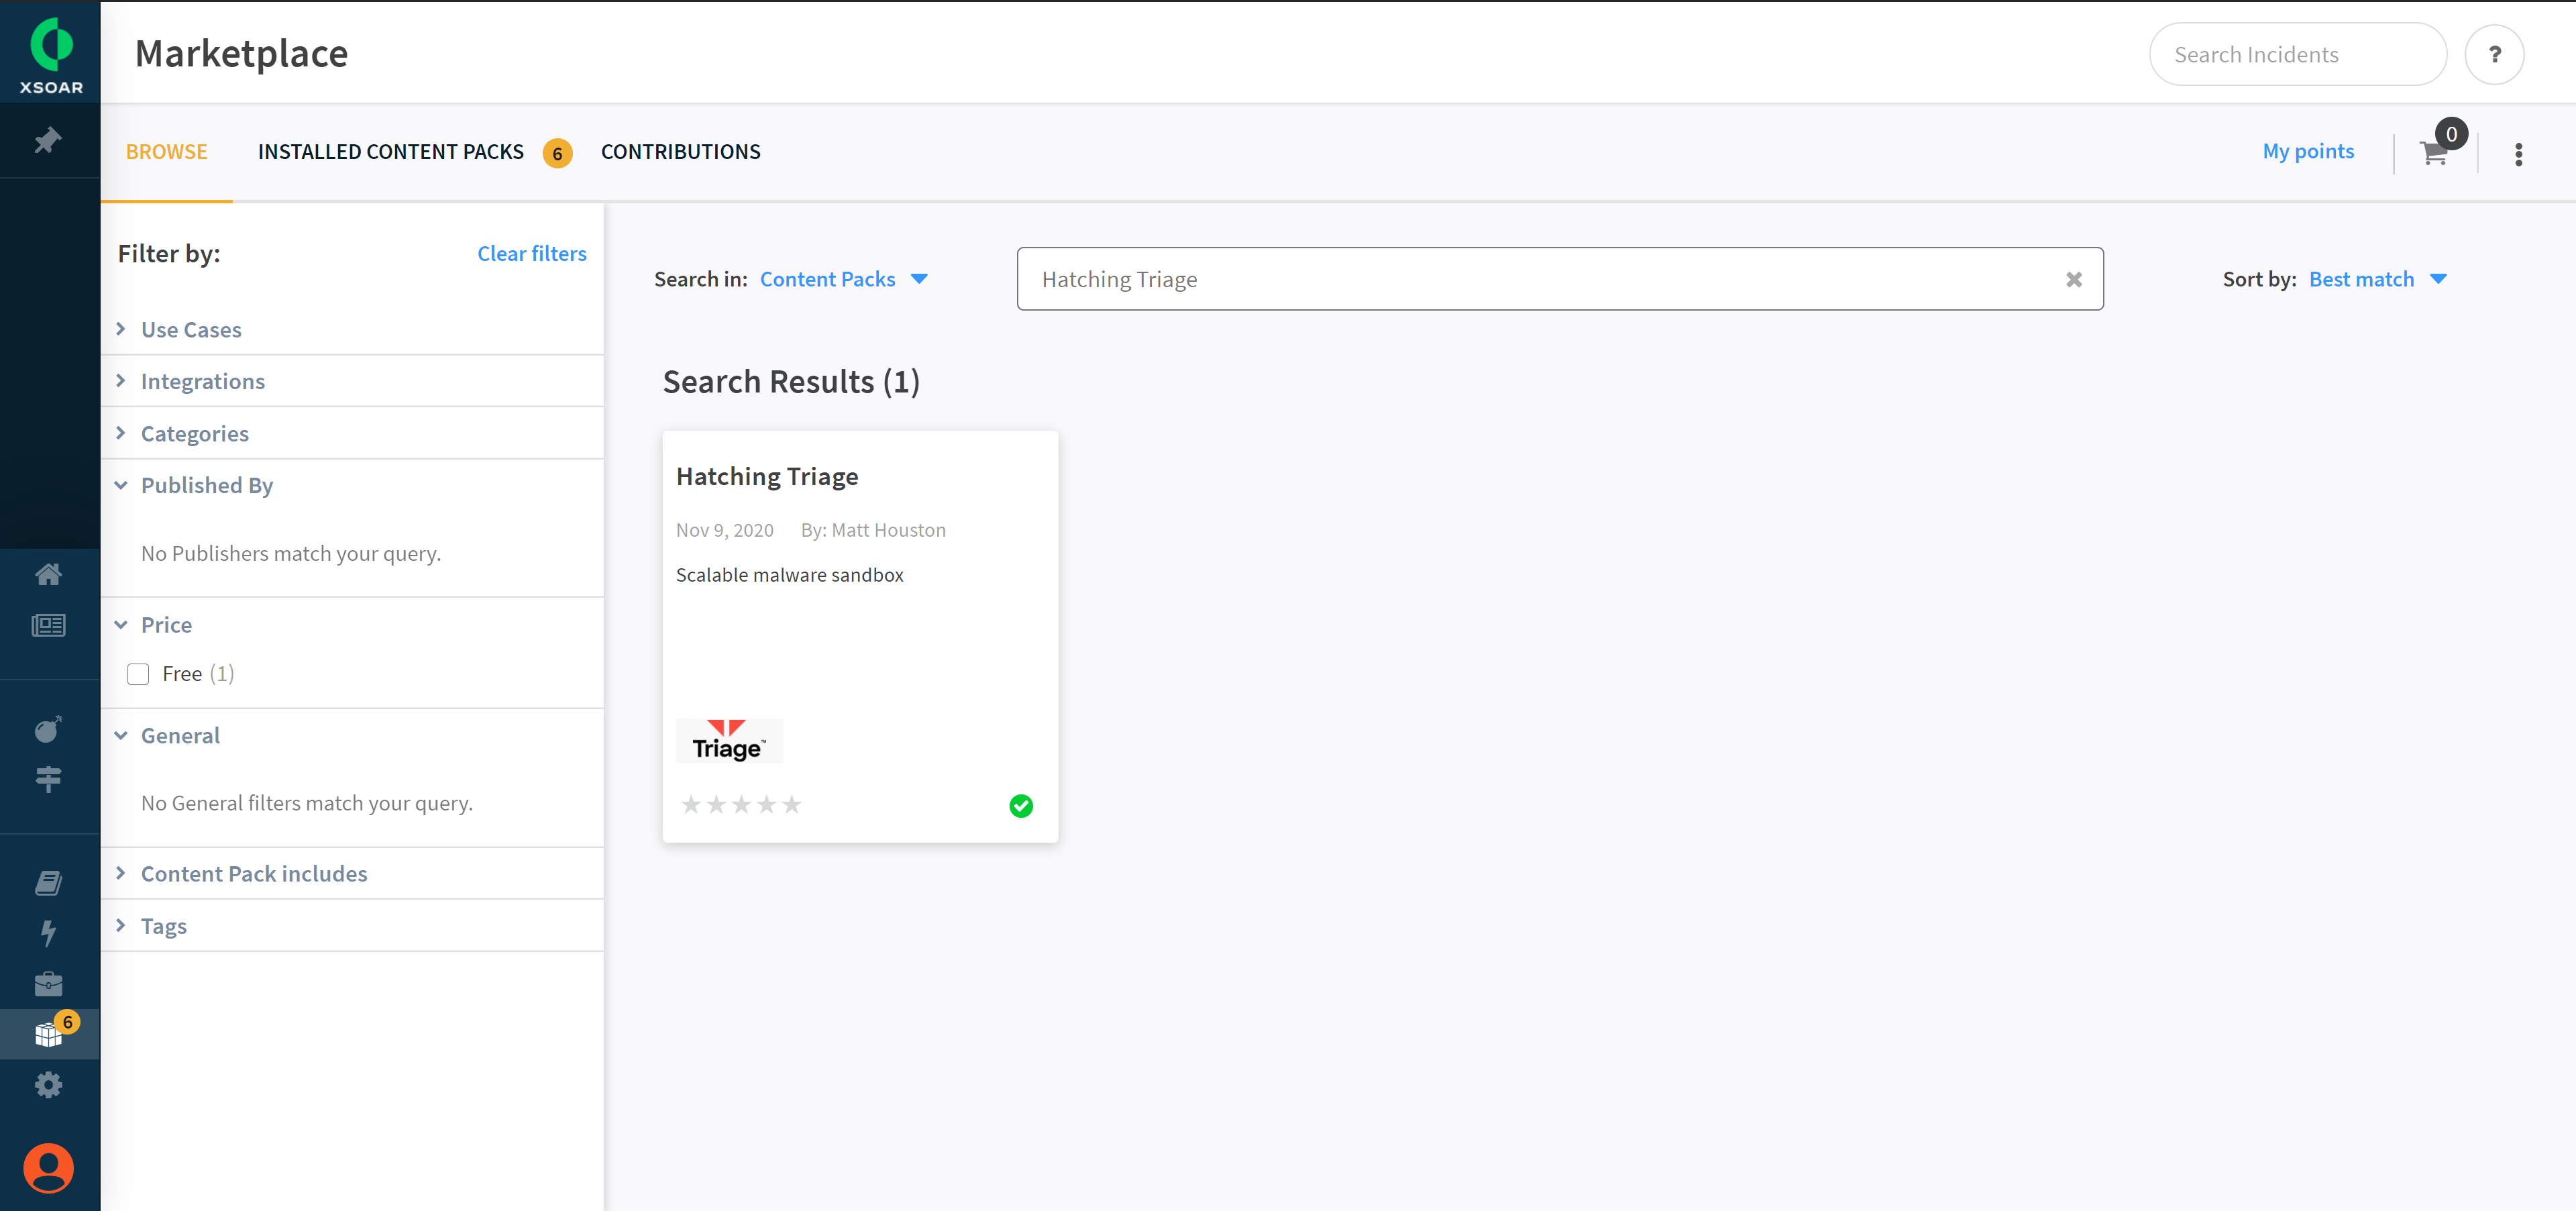 XSOAR
Marketplace
Search Incidents
?
BROWSE
INSTALLED CONTENT PACKS 6
CONTRIBUTIONS
My points
0
Filter by:
Clear filters
Use Cases
Integrations
Categories
Published By
No Publishers match your query.
Price
Free (1)
General
No General filters match your query.
Content Pack includes
Tags
6
Search in: Content Packs
Hatching Triage
Sort by: Best match
Search Results (1)
Hatching Triage
Nov 9, 2020 By: Matt Houston
Scalable malware sandbox
Triage™